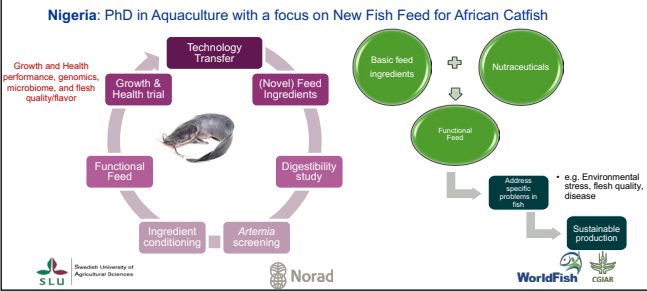 Nigeria: PhD in Aquaculture with a focus on New Fish Feed for African Catfish
Growth and Health
performance, genomics,
microbiome, and flesh
quality/flavor
Technology
Transfer
(Novel) Feed
Ingredients
Digestibility
study
Artemia
screening
Ingredient
conditioning
Functional
Feed
Growth &
Health trial
Basic feed
ingredients
Nutraceuticals
Functional
Feed
Address
specific
problems in
fish
• e.g. Environmental
stress, flesh quality,
disease
Sustainable
production
SLU
Swedish University of
Agricultural Sciences
Norad
WorldFish
CGIAR